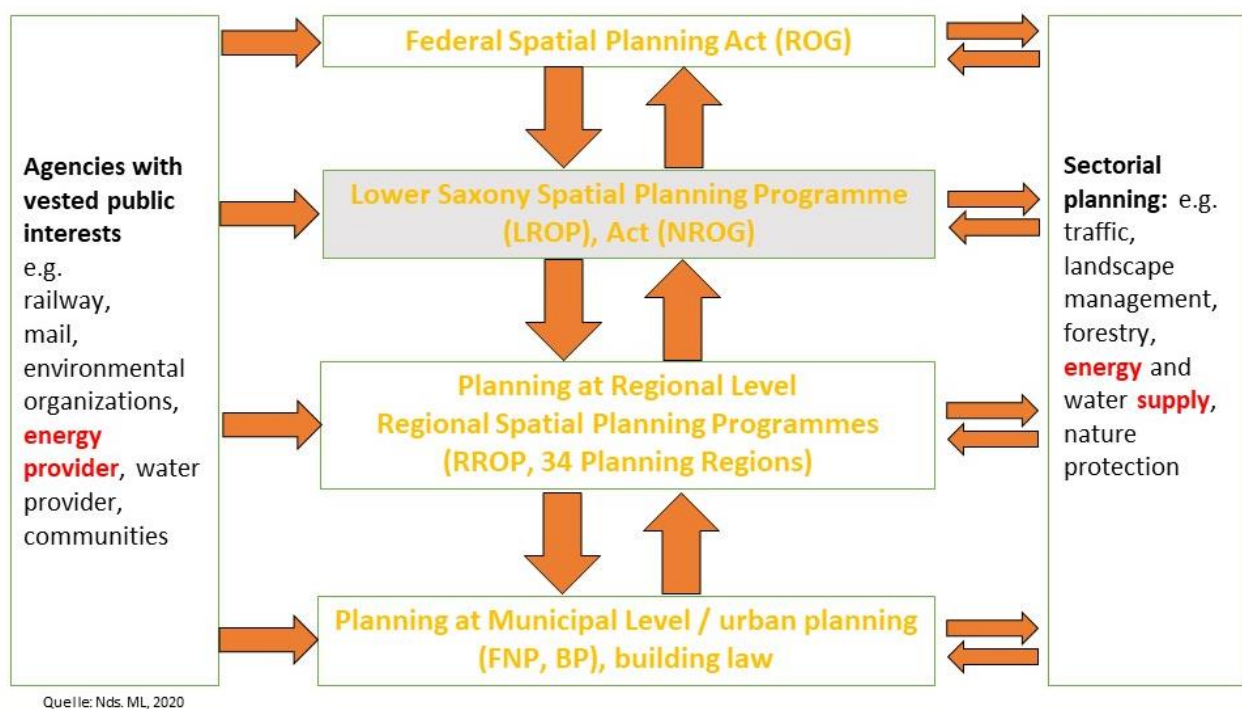 Federal Spatial Planning Act (ROG)
Agencies with
vested public
interests
e.g.
railway,
mail,
environmental
organizations,
energy
provider, water
provider,
communities
Lower Saxony Spatial Planning Programme
(LROP), Act (NROG)
Planning at Regional Level
Regional Spatial Planning Programmes
(RROP, 34 Planning Regions)
Planning at Municipal Level / urban planning
(FNP, BP), building law
Sectorial
planning: e.g.
traffic,
landscape
management,
forestry,
energy and
water supply,
nature
protection
Quelle: Nds. ML, 2020